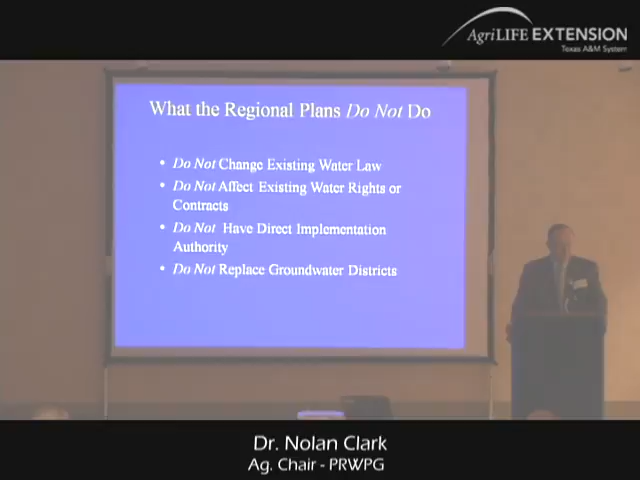 AgriLIFE EXTENSION
Texas A&M System
What the Regional Plans Do Not Do
• Do Not Change Existing Water Law
• Do Not Affect Existing Water Rights or
Contracts
• Do Not Have Direct Implementation
Authority
• Do Not Replace Groundwater Districts
Dr. Nolan Clark
Ag. Chair - PRWPG